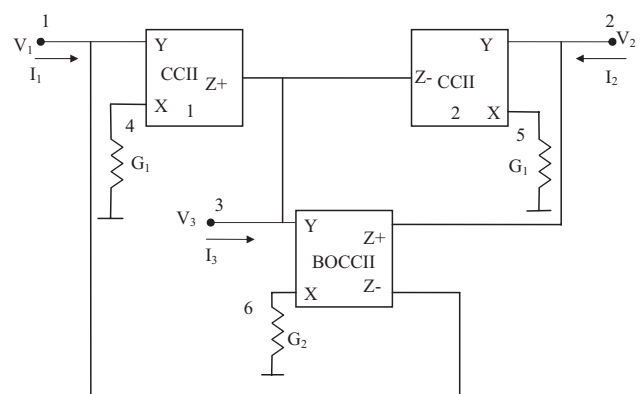 1
V₁
I₁
Y
CCII
Z+
X
1
4
G₁
2
V₂
I₂
Y
Z-
CCII
2
X
5
G₁
3
V₃
I₃
Y
Z+
BOCCII
Z-
X
6
G₂